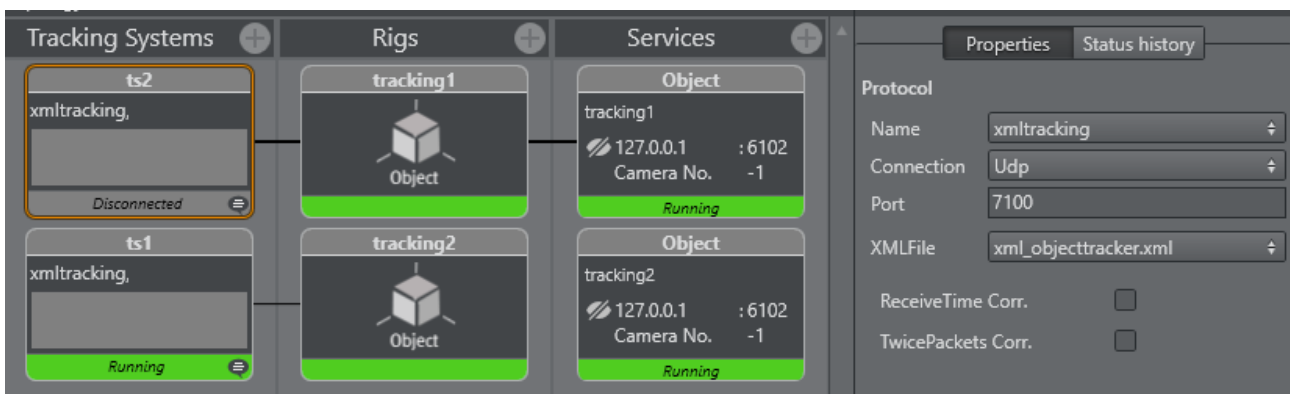 Tracking Systems
Rigs
Services
ts2
xmltracking,
Disconnected
tracking1
Object
Object
tracking1
127.0.0.1 :6102
Camera No. -1
Running
ts1
xmltracking,
Running
tracking2
Object
Object
tracking2
127.0.0.1 :6102
Camera No. -1
Running
Properties Status history
Protocol
Name xmltracking
Connection Udp
Port 7100
XMLFile xml_objecttracker.xml
ReceiveTime Corr.
TwicePackets Corr.